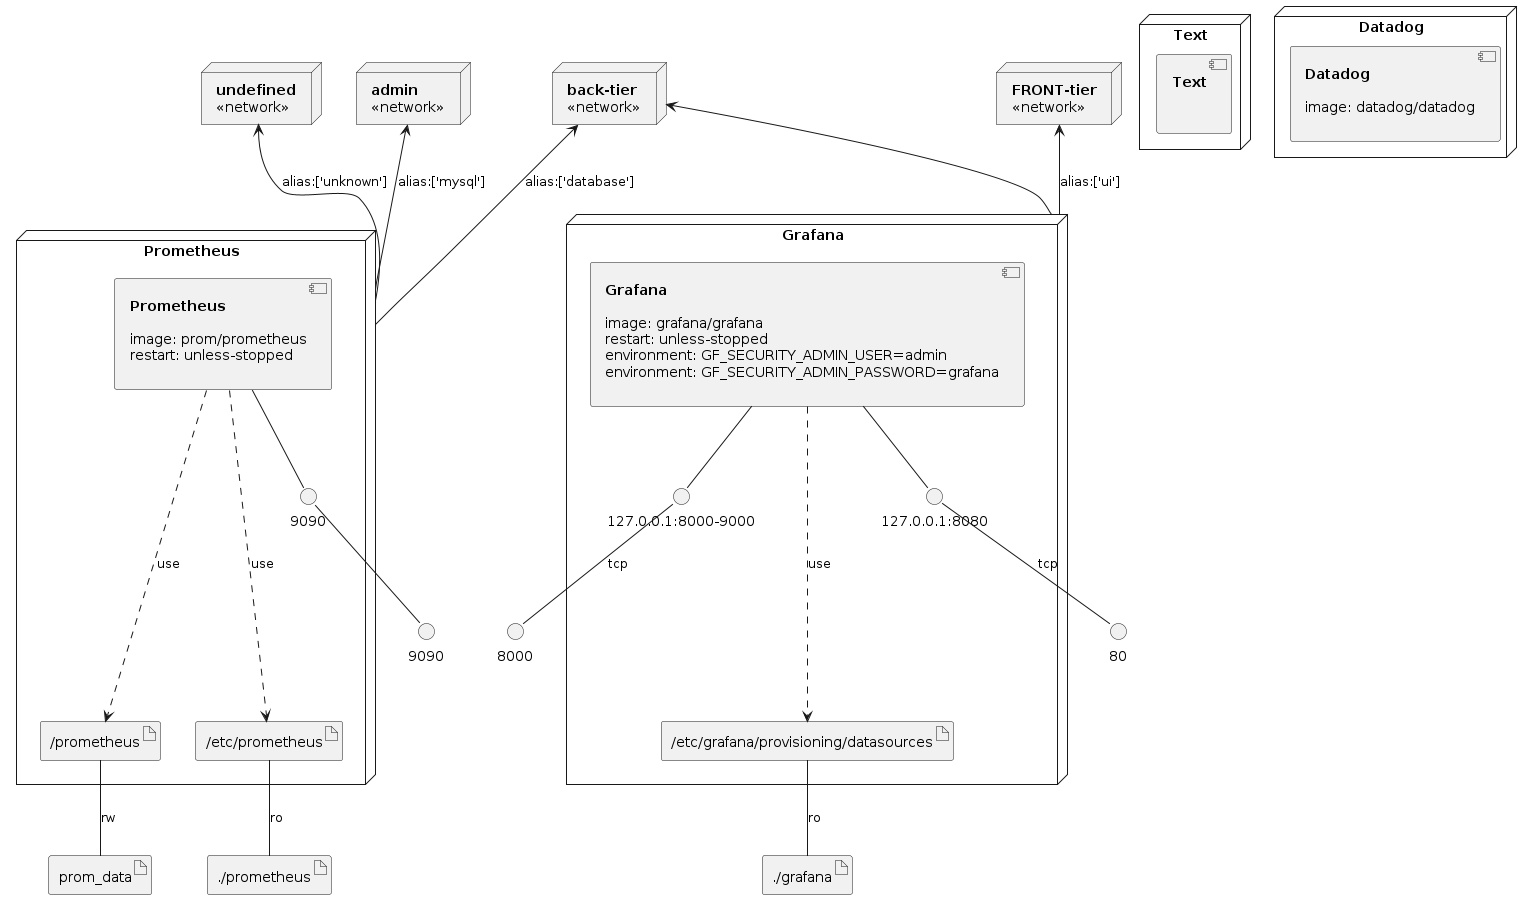 Text
Text
Datadog
Datadog
image: datadog/datadog
undefined
«network»
admin
«network»
back-tier
«network»
FRONT-tier
«network»
alias:['unknown']
alias:['mysql']
alias:['database']
alias:['ui']
Prometheus
Prometheus
image: prom/prometheus
restart: unless-stopped
9090
use
use
9090
/prometheus
/etc/prometheus
rw
ro
prom_data
./prometheus
Grafana
Grafana
image: grafana/grafana
restart: unless-stopped
environment: GF_SECURITY_ADMIN_USER=admin
environment: GF_SECURITY_ADMIN_PASSWORD=grafana
127.0.0.1:8000-9000
127.0.0.1:8080
tcp
use
tcp
8000
80
/etc/grafana/provisioning/datasources
ro
./grafana